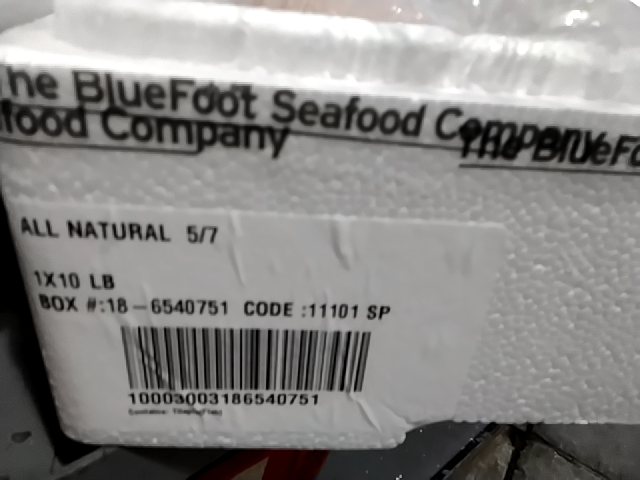 he BlueFoot Seafood Company
food Company
The BlueFo
ALL NATURAL 5/7
1X10 LB
BOX #:18-6540751 CODE :11101 SP
10003003186540751